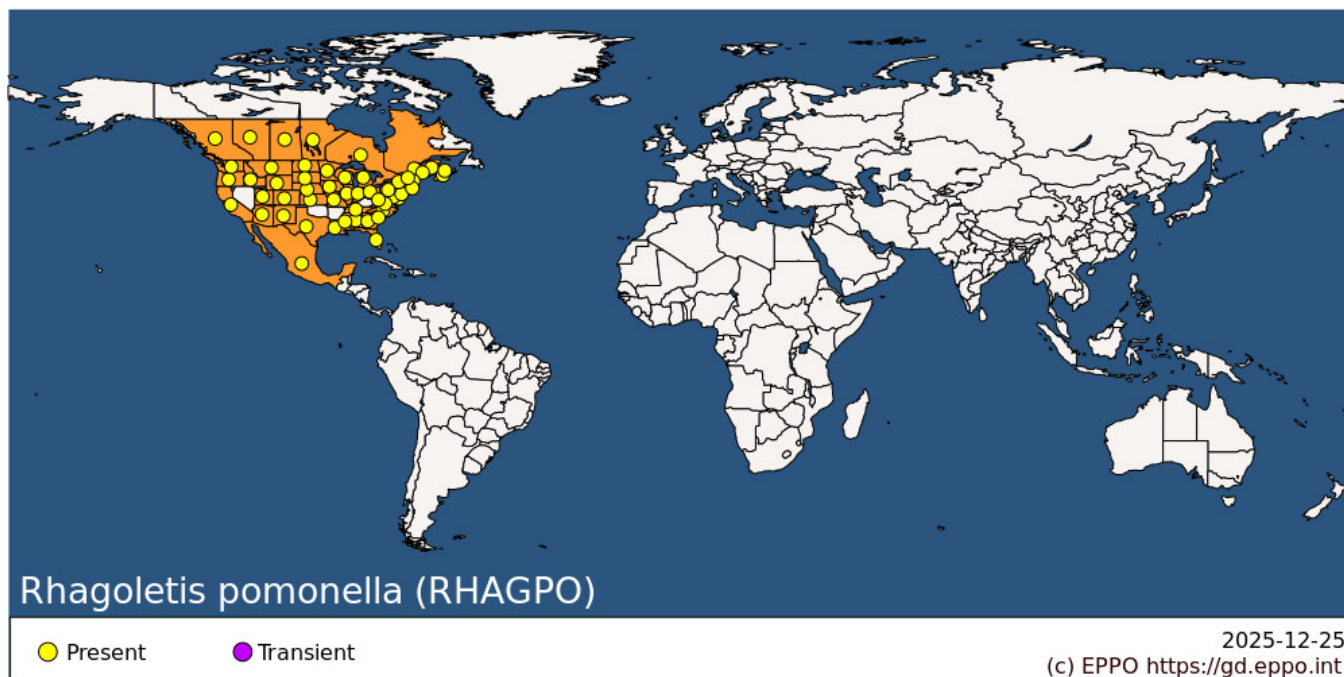 Rhagoletis pomonella (RHAGPO)
Present
Transient
2025-12-25
(c) EPPO https://gd.eppo.int